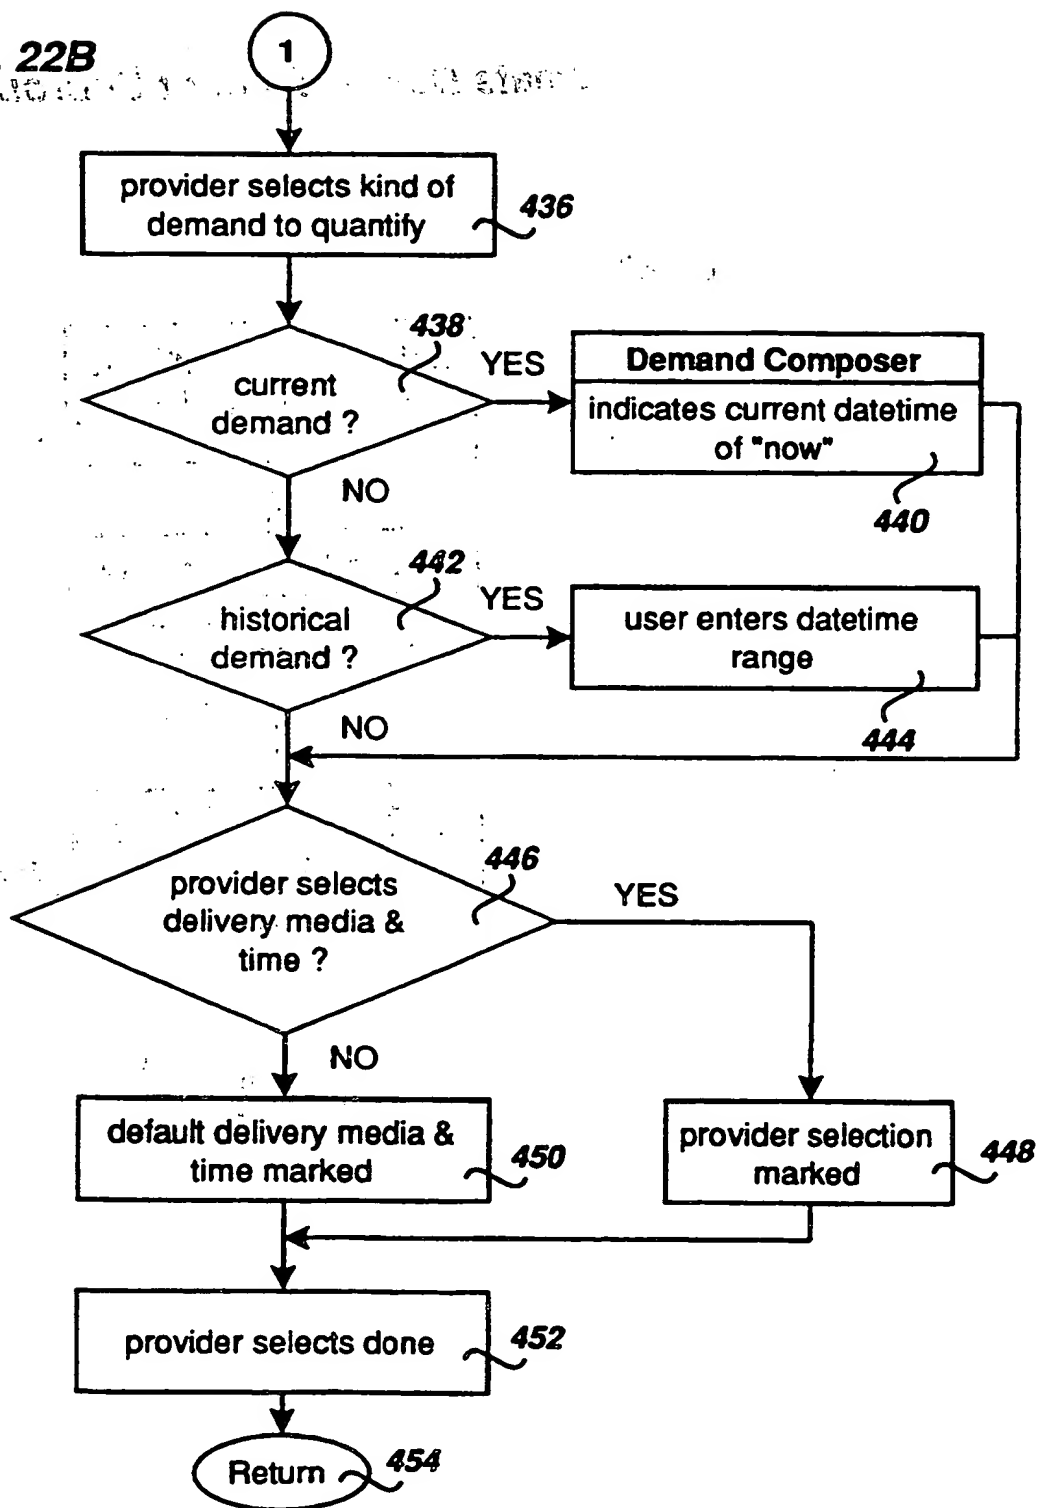 22B
1
provider selects kind of
demand to quantify
436
438
current
demand ?
YES
Demand Composer
indicates current datetime
of "now"
440
NO
442
historical
demand ?
YES
user enters datetime
range
444
NO
446
provider selects
delivery media &
time ?
YES
NO
default delivery media &
time marked
450
provider selection
marked
448
provider selects done
452
Return
454